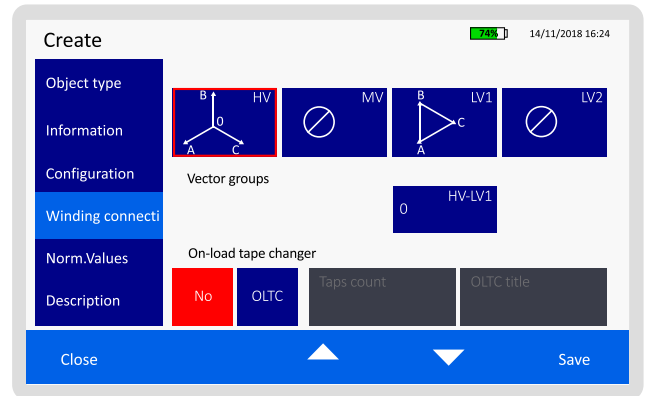 Create
74%
14/11/2018 16:24
Object type
Information
Configuration
Winding connecti
Norm.Values
Description
HV
B
0
A C
MV
LV1
B
C
A
LV2
Vector groups
HV-LV1
0
On-load tape changer
No
OLTC
Taps count
OLTC title
Close
Save